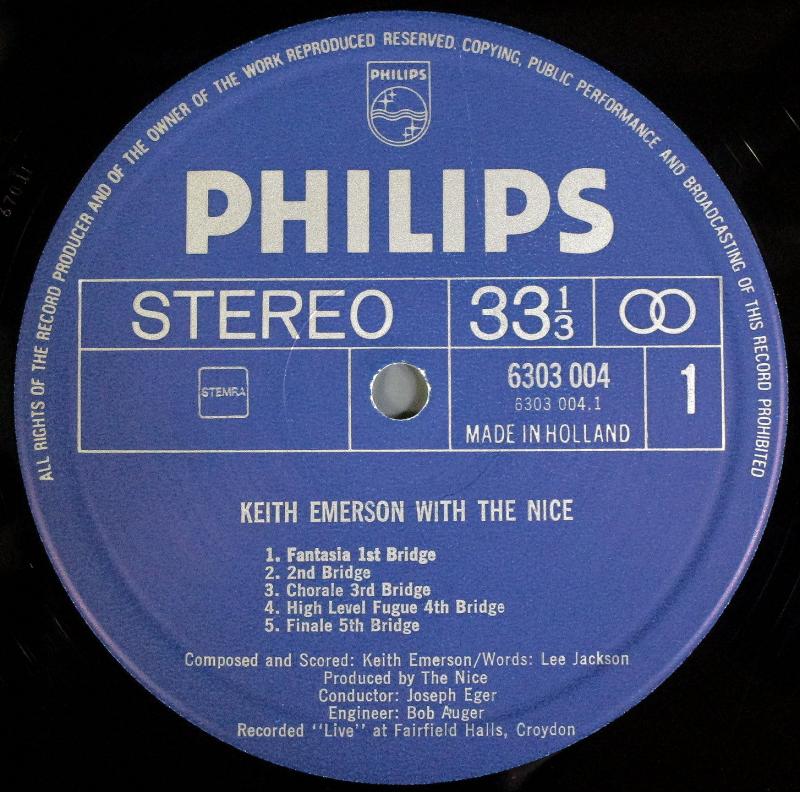 ALL RIGHTS OF THE RECORD PRODUCER AND OF THE OWNER OF THE WORK REPRODUCED RESERVED. COPYING, PUBLIC PERFORMANCE AND BROADCASTING OF THIS RECORD PROHIBITED
PHILIPS
PHILIPS
STEREO 33 1/3
STEMRA 6303 004 1
6303 004.1
MADE IN HOLLAND
KEITH EMERSON WITH THE NICE
1. Fantasia 1st Bridge
2. 2nd Bridge
3. Chorale 3rd Bridge
4. High Level Fugue 4th Bridge
5. Finale 5th Bridge
Composed and Scored: Keith Emerson/Words: Lee Jackson
Produced by The Nice
Conductor: Joseph Eger
Engineer: Bob Auger
Recorded "Live" at Fairfield Halls, Croydon